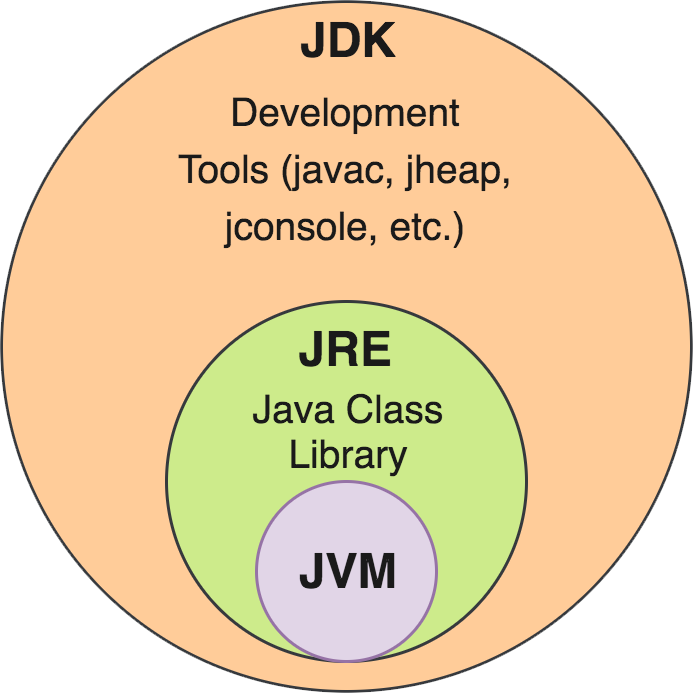 JDK
Development
Tools (javac, jheap,
jconsole, etc.)
JRE
Java Class
Library
JVM